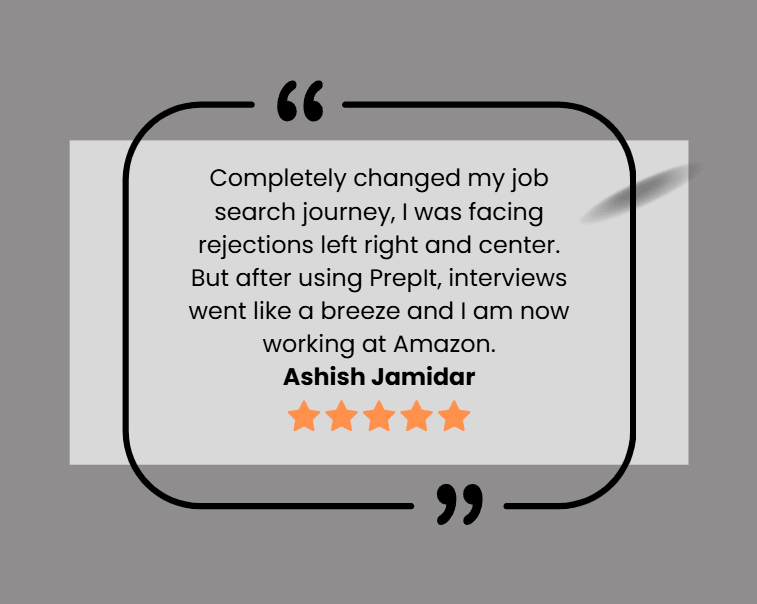 Completely changed my job
search journey, I was facing
rejections left right and center.
But after using PrepIt, interviews
went like a breeze and I am now
working at Amazon.
Ashish Jamidar